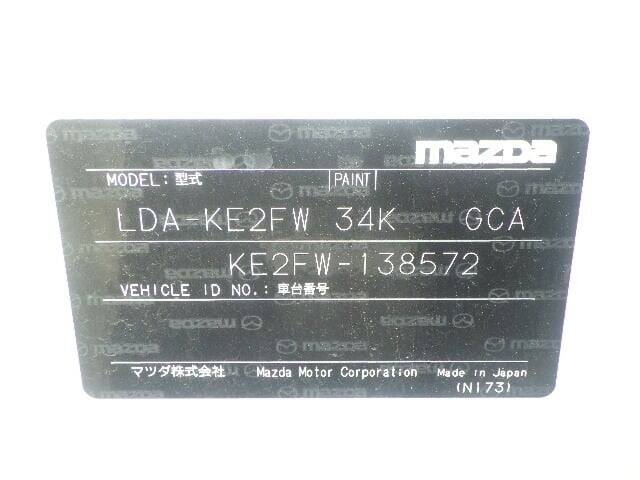 mazda
MODEL: 型式 PAINT
LDA-KE2FW 34K GCA
KE2FW-138572
VEHICLE ID NO.: 車台番号
マツダ株式会社 Mazda Motor Corporation Made in Japan
(N173)